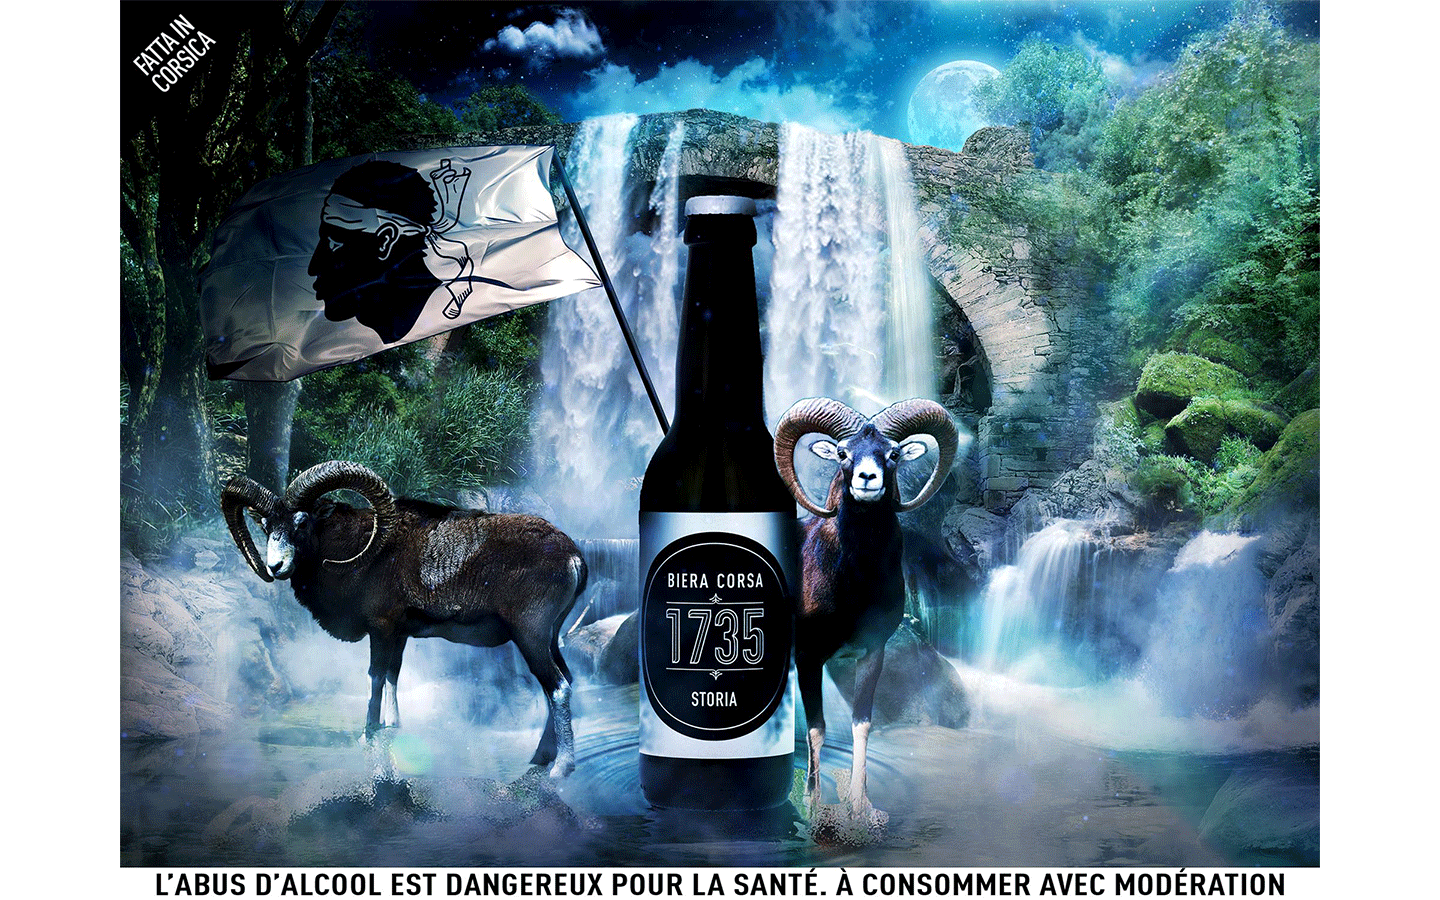 FATTA IN
CORSICA
BIERA CORSA
1735
STORIA
L'ABUS D'ALCOOL EST DANGEREUX POUR LA SANTÉ. À CONSOMMER AVEC MODÉRATION